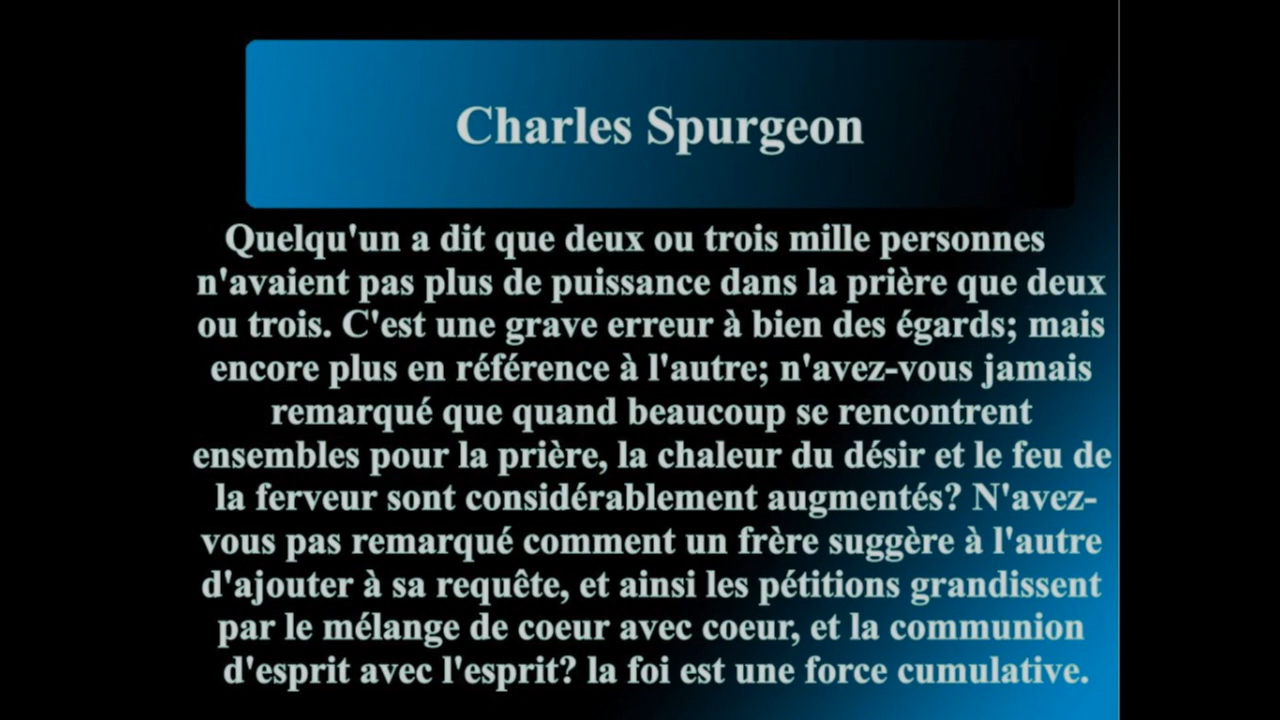 Charles Spurgeon
Quelqu'un a dit que deux ou trois mille personnes
n'avaient pas plus de puissance dans la prière que deux
ou trois. C'est une grave erreur à bien des égards; mais
encore plus en référence à l'autre; n'avez-vous jamais
remarqué que quand beaucoup se rencontrent
ensembles pour la prière, la chaleur du désir et le feu de
la ferveur sont considérablement augmentés? N'avez-
vous pas remarqué comment un frère suggère à l'autre
d'ajouter à sa requête, et ainsi les pétitions grandissent
par le mélange de coeur avec coeur, et la communion
d'esprit avec l'esprit? la foi est une force cumulative.